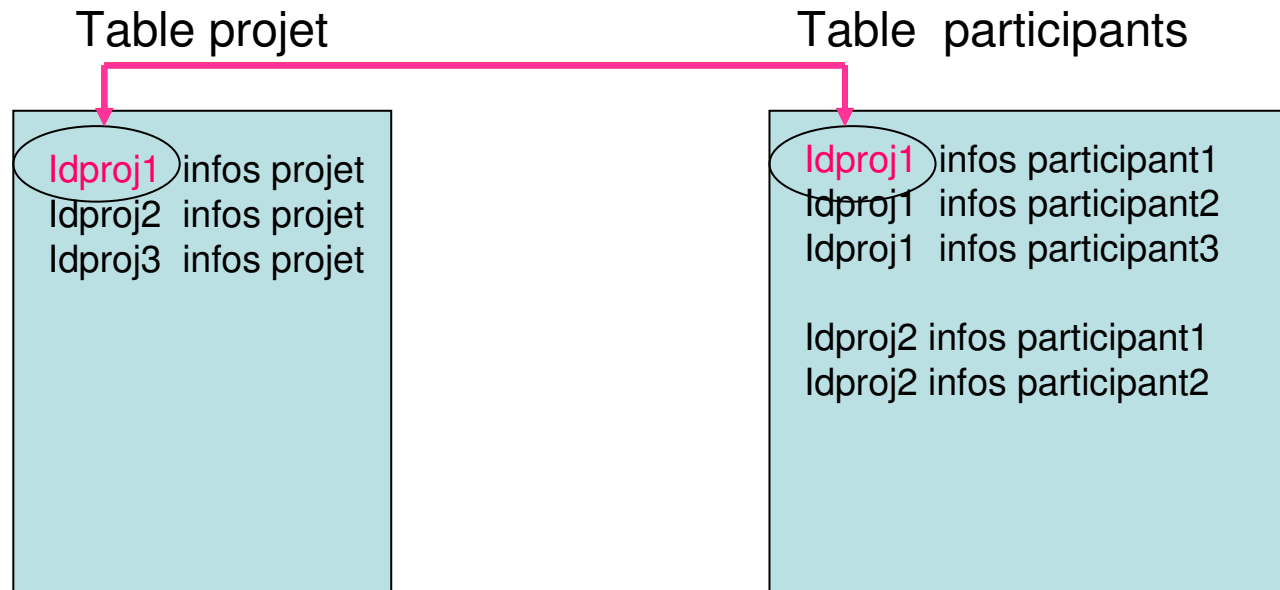 Table projet
Table participants
Idproj1 infos projet
Idproj2 infos projet
Idproj3 infos projet
Idproj1 infos participant1
Idproj1 infos participant2
Idproj1 infos participant3
Idproj2 infos participant1
Idproj2 infos participant2